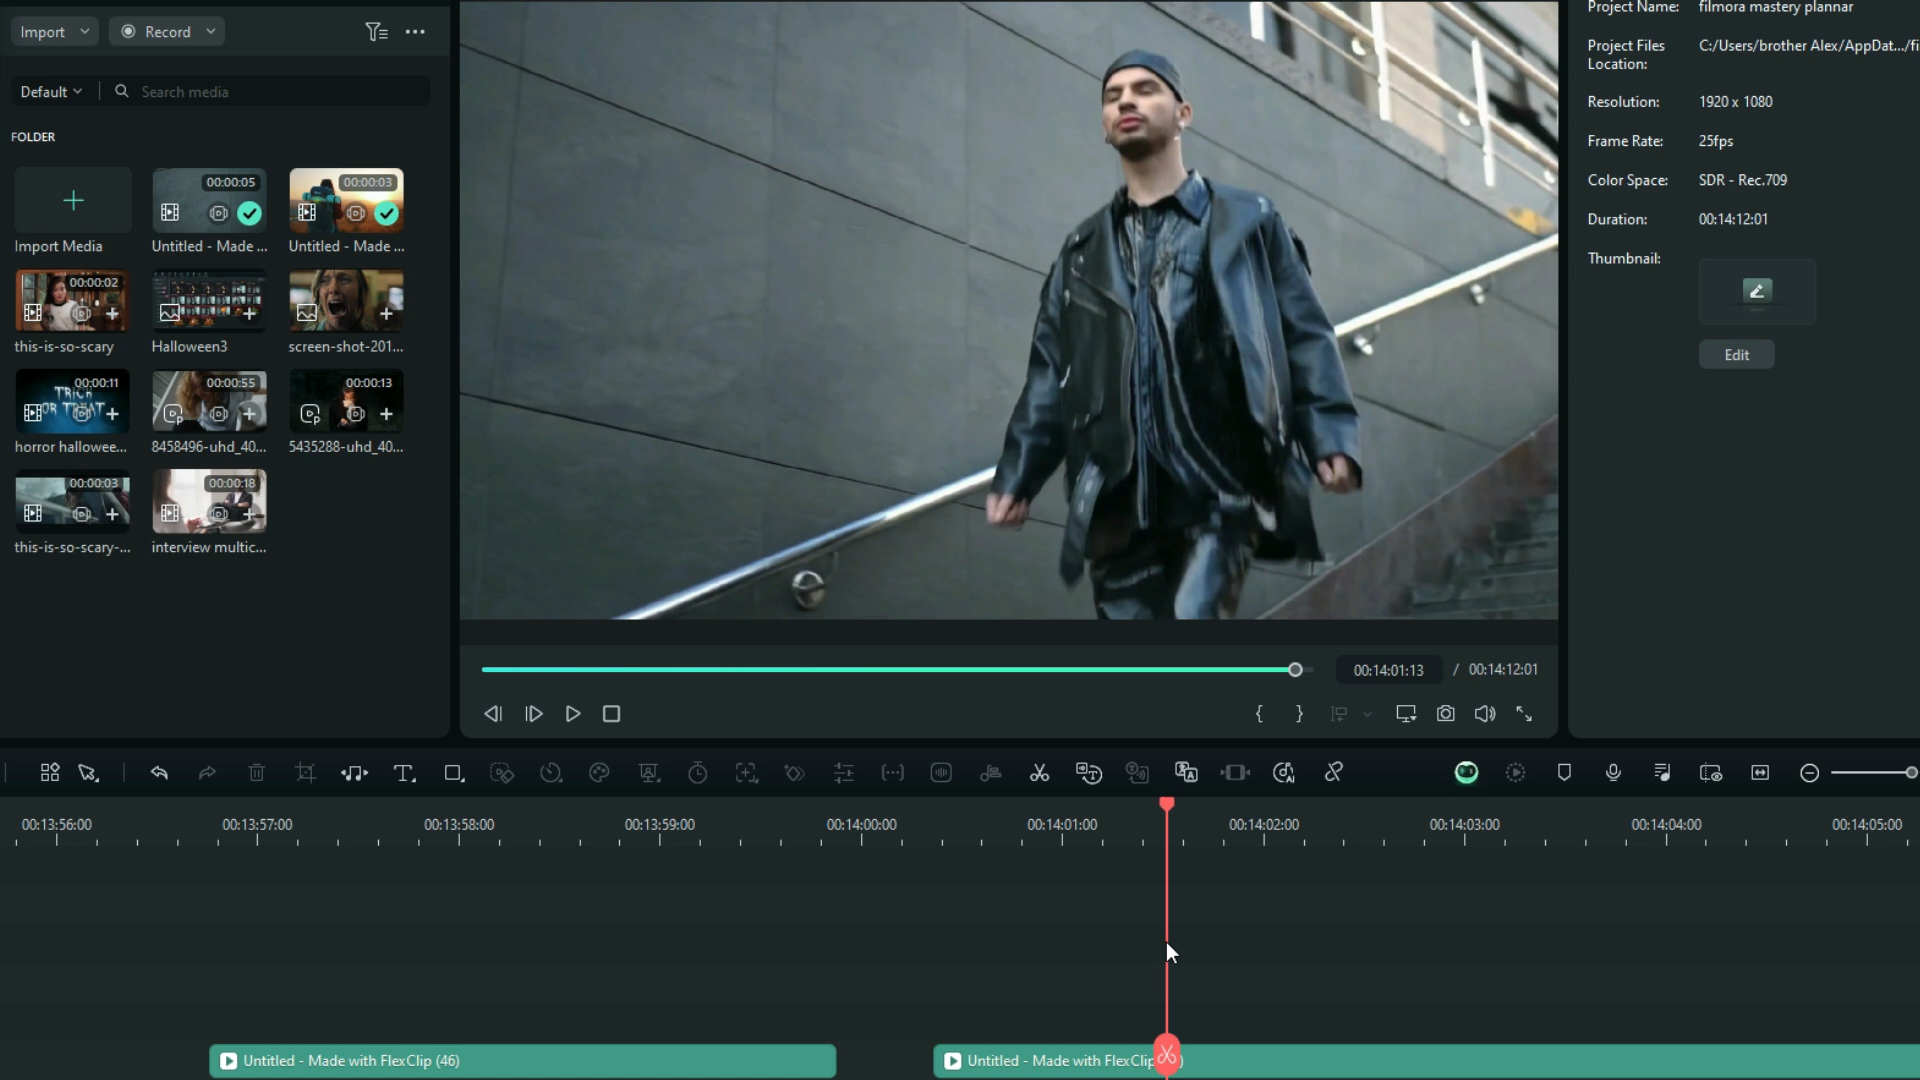 Import
Record
Default
Search media
FOLDER
Import Media
00:00:05
Untitled - Made ...
00:00:03
Untitled - Made ...
00:00:02
this-is-so-scary
Halloween3
screen-shot-201...
00:00:11
TRICK
OR TREAT
horror hallowee...
00:00:55
8458496-uhd_40...
00:00:13
5435288-uhd_40...
00:00:03
this-is-so-scary-...
00:00:18
interview multic...
00:14:01:13 / 00:14:12:01
Project Name: filmora mastery plannar
Project Files Location: C:/Users/brother Alex/AppDat.../fi
Resolution: 1920 x 1080
Frame Rate: 25fps
Color Space: SDR - Rec.709
Duration: 00:14:12:01
Thumbnail:
Edit
00:13:56:00 00:13:57:00 00:13:58:00 00:13:59:00 00:14:00:00 00:14:01:00 00:14:02:00 00:14:03:00 00:14:04:00 00:14:05:00
Untitled - Made with FlexClip (46)
Untitled - Made with FlexClip